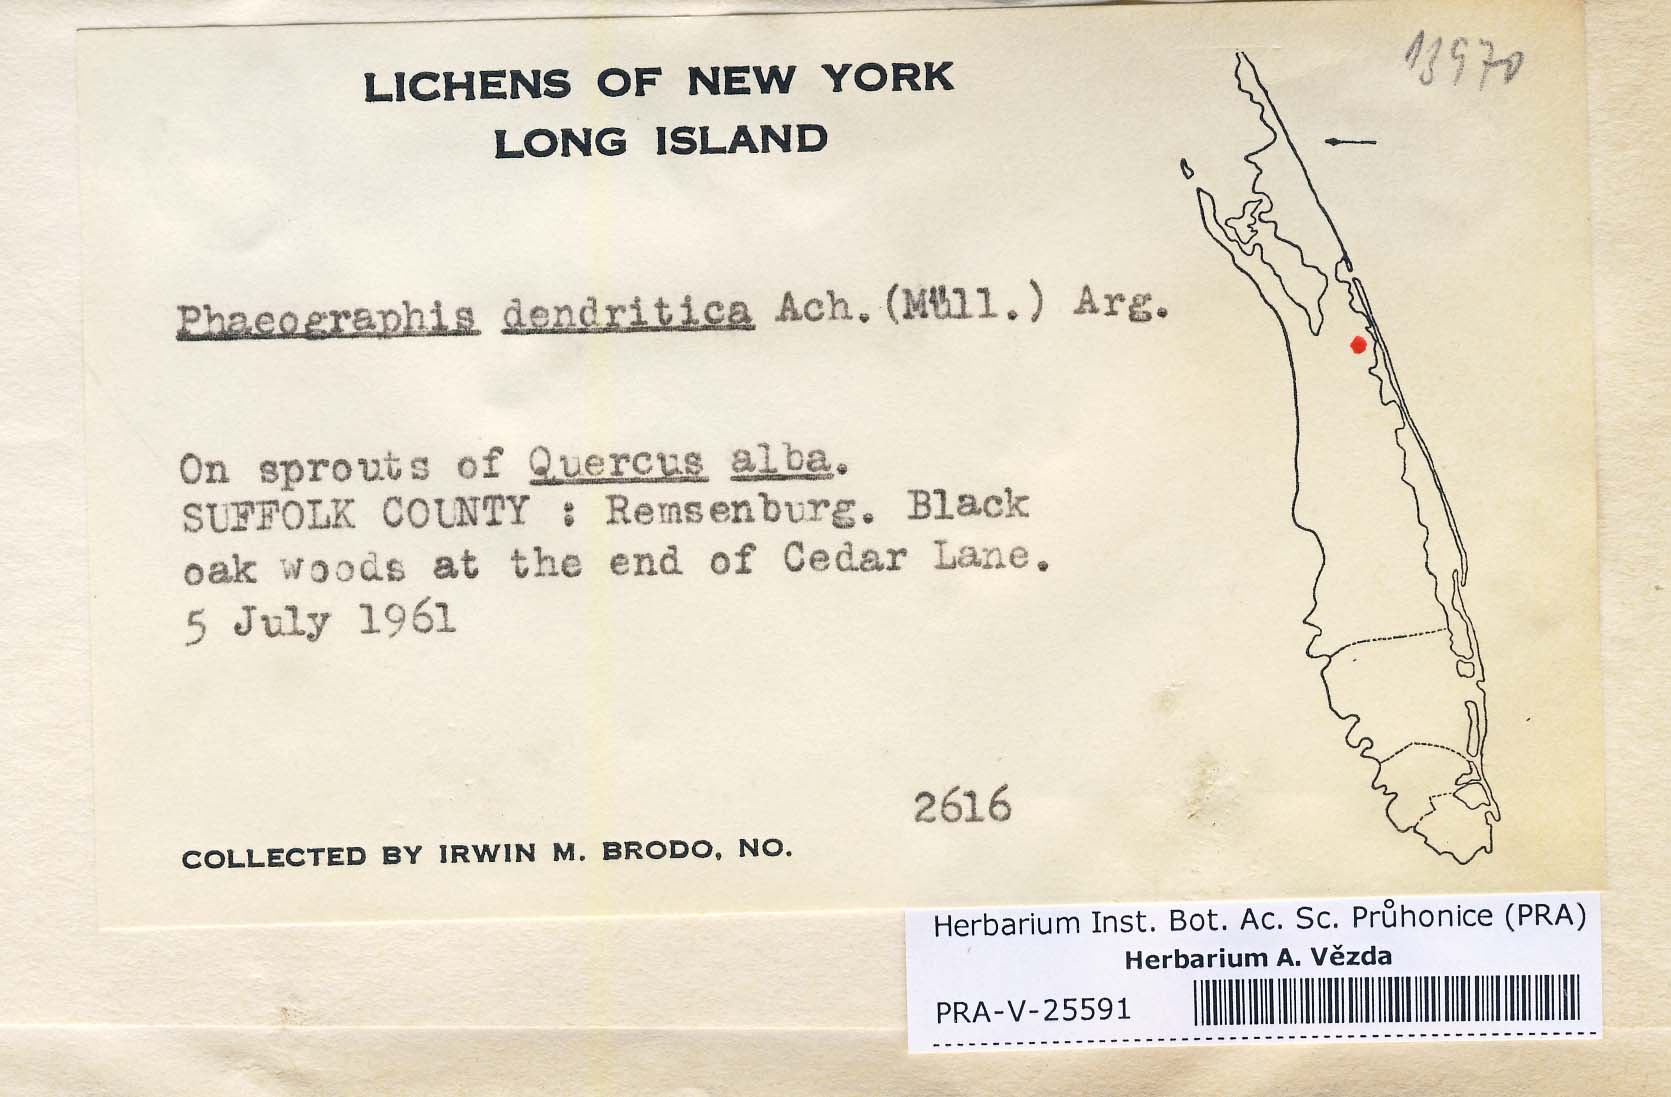 LICHENS OF NEW YORK
LONG ISLAND
13970
Phaeographis dendritica Ach. (Müll.) Arg.
On sprouts of Quercus alba.
SUFFOLK COUNTY : Remsenburg. Black
oak woods at the end of Cedar Lane.
5 July 1961
2616
COLLECTED BY IRWIN M. BRODO, NO.
Herbarium Inst. Bot. Ac. Sc. Průhonice (PRA)
Herbarium A. Vězda
PRA-V-25591